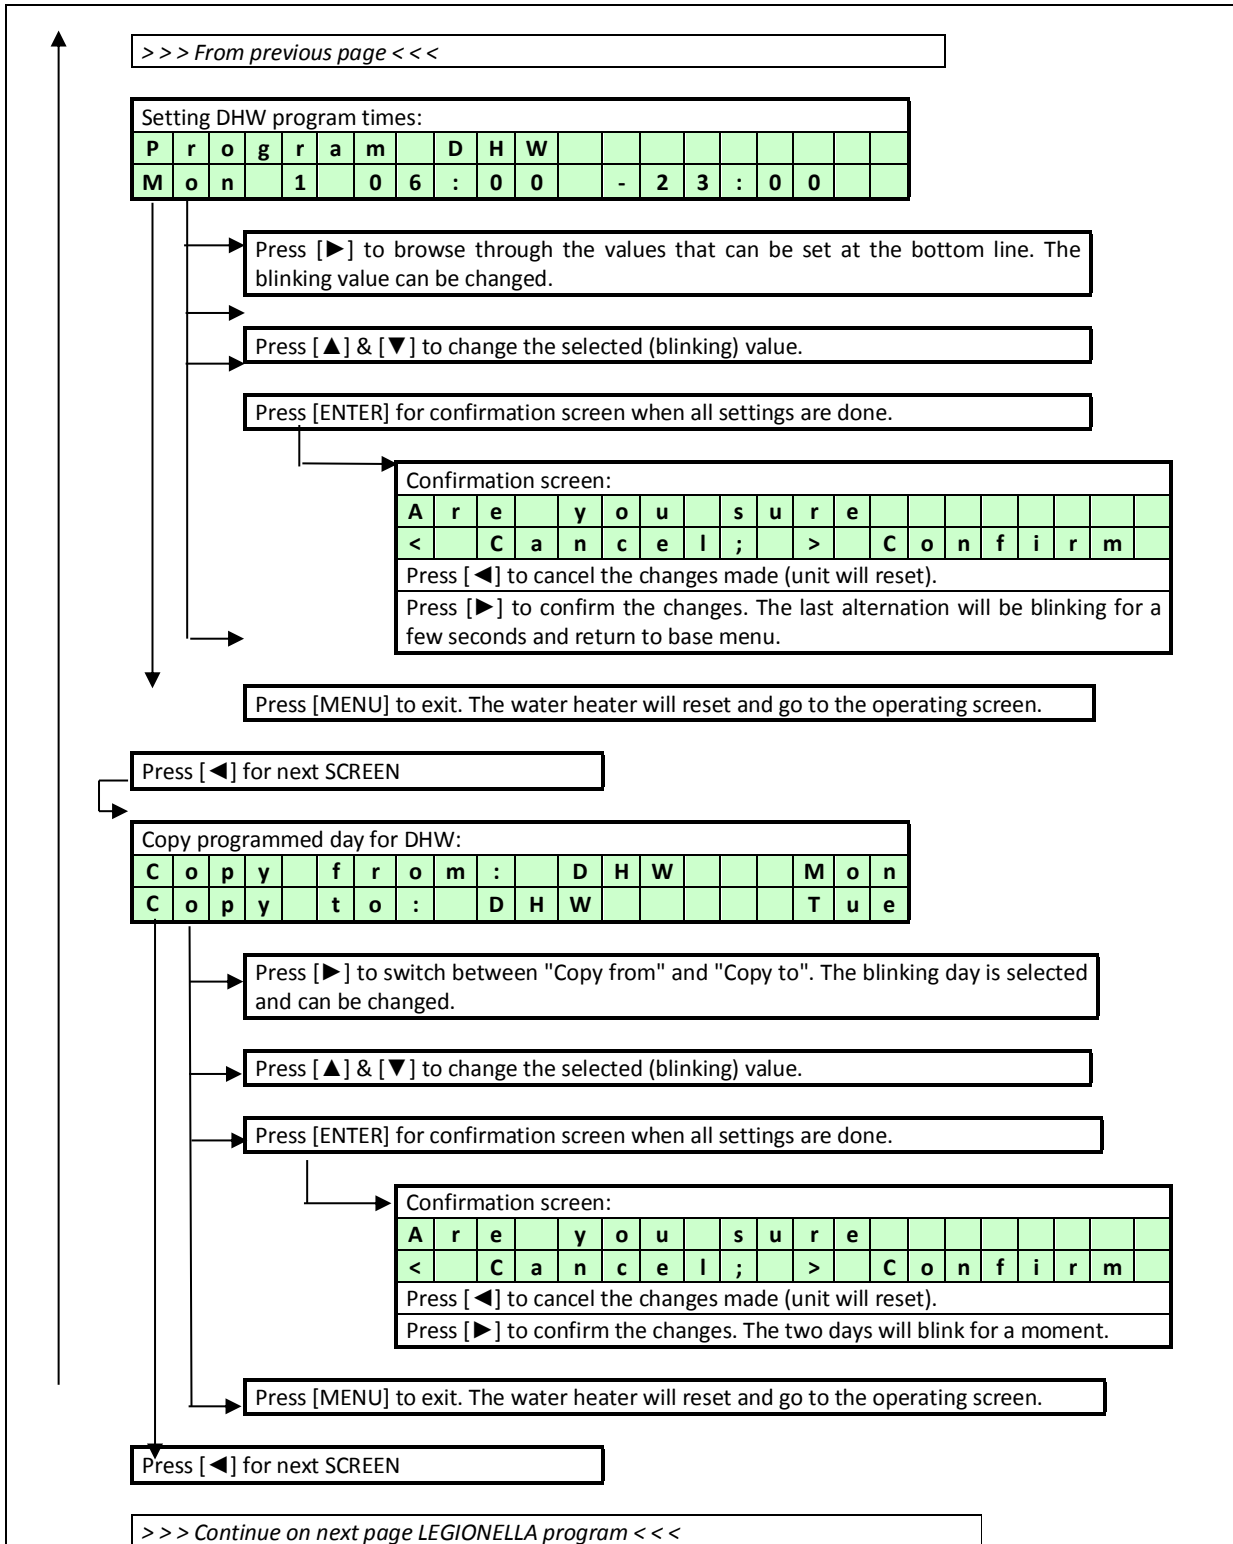 > > > From previous page < < <
Setting DHW program times:
Program DHW
Mon 1 06:00 -23:00
Press [►] to browse through the values that can be set at the bottom line. The
blinking value can be changed.
Press [▲] & [▼] to change the selected (blinking) value.
Press [ENTER] for confirmation screen when all settings are done.
Confirmation screen:
Are you sure
< Cancel; > Confirm
Press [◄] to cancel the changes made (unit will reset).
Press [►] to confirm the changes. The last alternation will be blinking for a
few seconds and return to base menu.
Press [MENU] to exit. The water heater will reset and go to the operating screen.
Press [◄] for next SCREEN
Copy programmed day for DHW:
Copy from: DHW Mon
Copy to: DHW Tue
Press [►] to switch between "Copy from" and "Copy to". The blinking day is selected
and can be changed.
Press [▲] & [▼] to change the selected (blinking) value.
Press [ENTER] for confirmation screen when all settings are done.
Confirmation screen:
Are you sure
< Cancel; > Confirm
Press [◄] to cancel the changes made (unit will reset).
Press [►] to confirm the changes. The two days will blink for a moment.
Press [MENU] to exit. The water heater will reset and go to the operating screen.
Press [◄] for next SCREEN
> > > Continue on next page LEGIONELLA program < < <